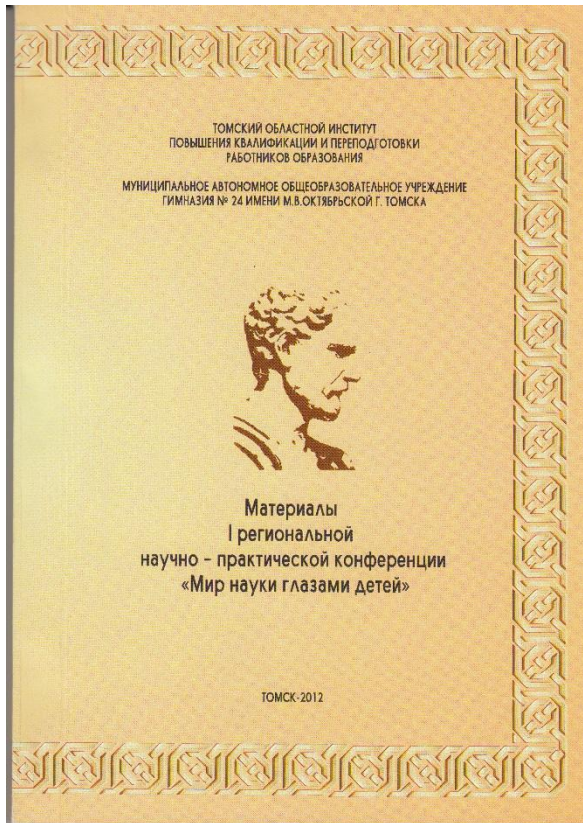 ТОМСКИЙ ОБЛАСТНОЙ ИНСТИТУТ
ПОВЫШЕНИЯ КВАЛИФИКАЦИИ И ПЕРЕПОДГОТОВКИ
РАБОТНИКОВ ОБРАЗОВАНИЯ
МУНИЦИПАЛЬНОЕ АВТОНОМНОЕ ОБЩЕОБРАЗОВАТЕЛЬНОЕ УЧРЕЖДЕНИЕ
ГИМНАЗИЯ № 24 ИМЕНИ М.В.ОКТЯБРЬСКОЙ Г. ТОМСКА
Материалы
I региональной
научно - практической конференции
«Мир науки глазами детей»
ТОМСК-2012